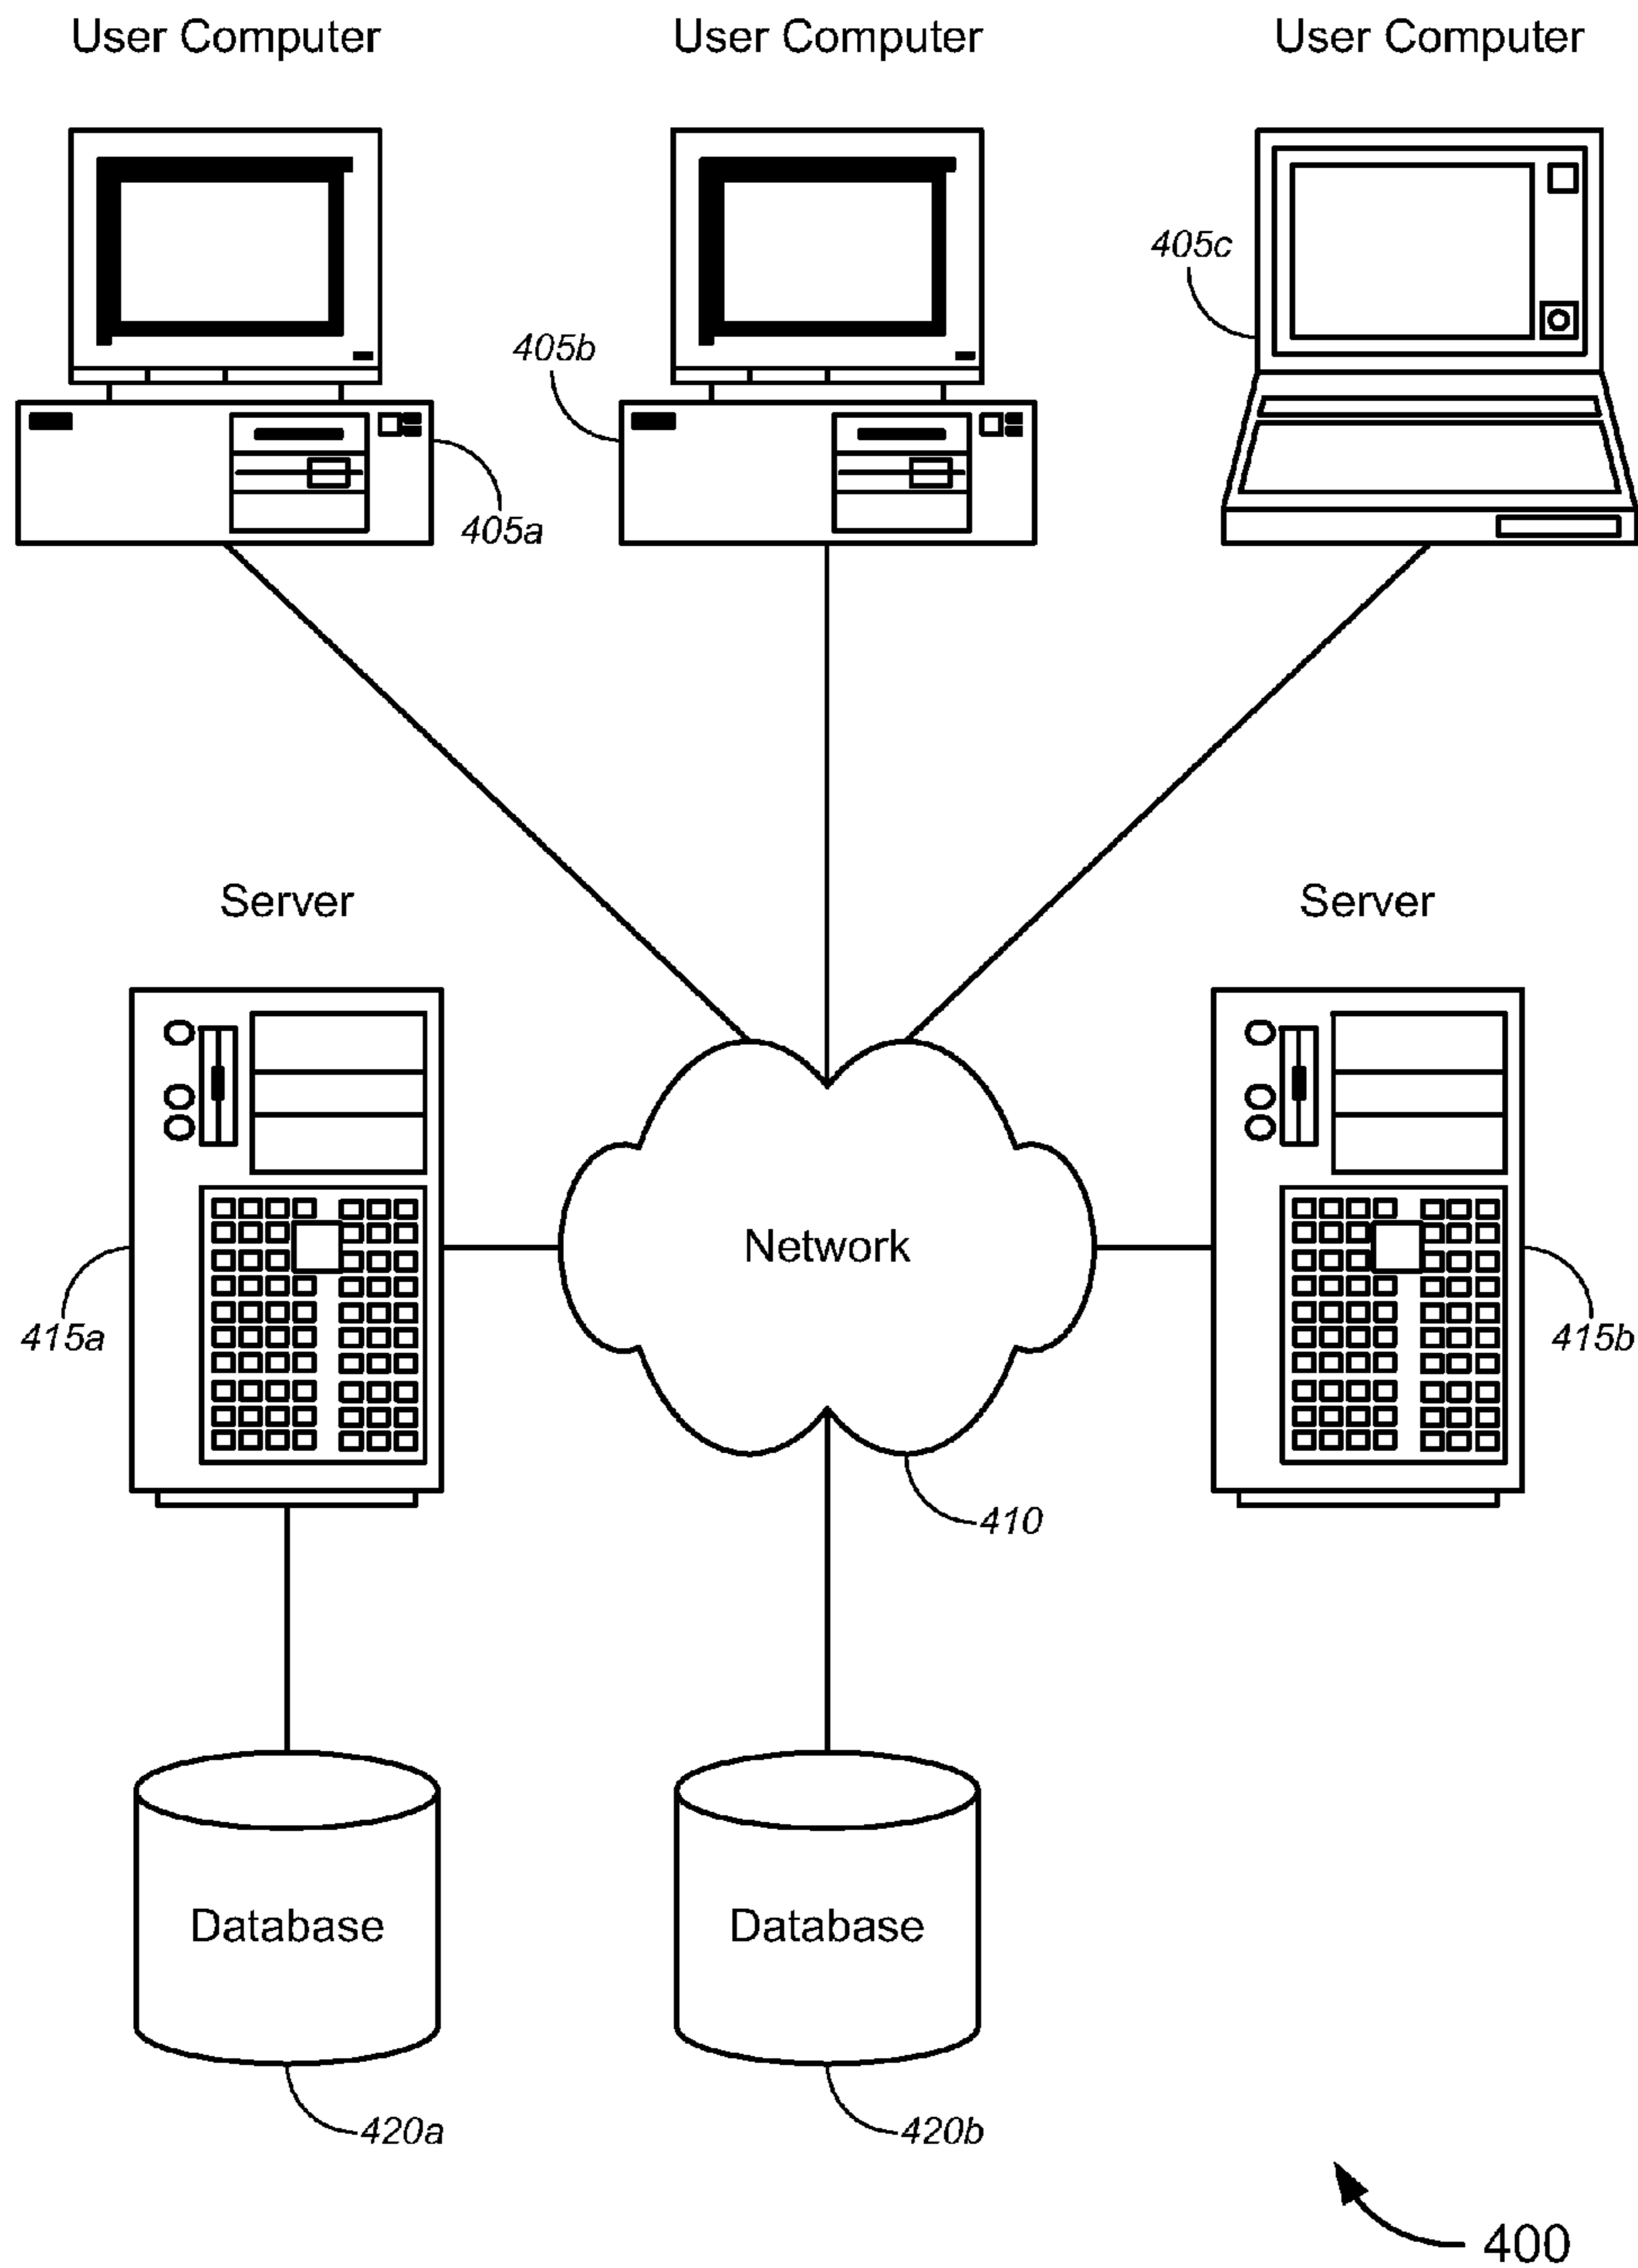 User Computer
User Computer
User Computer
405c
405b
405a
Server
Server
Network
415a
415b
410
Database
Database
420a
420b
400